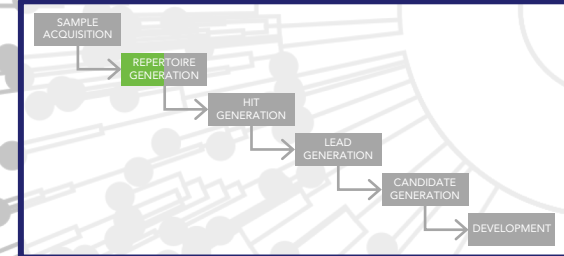 SAMPLE
ACQUISITION
REPERTOIRE
GENERATION
HIT
GENERATION
LEAD
GENERATION
CANDIDATE
GENERATION
DEVELOPMENT